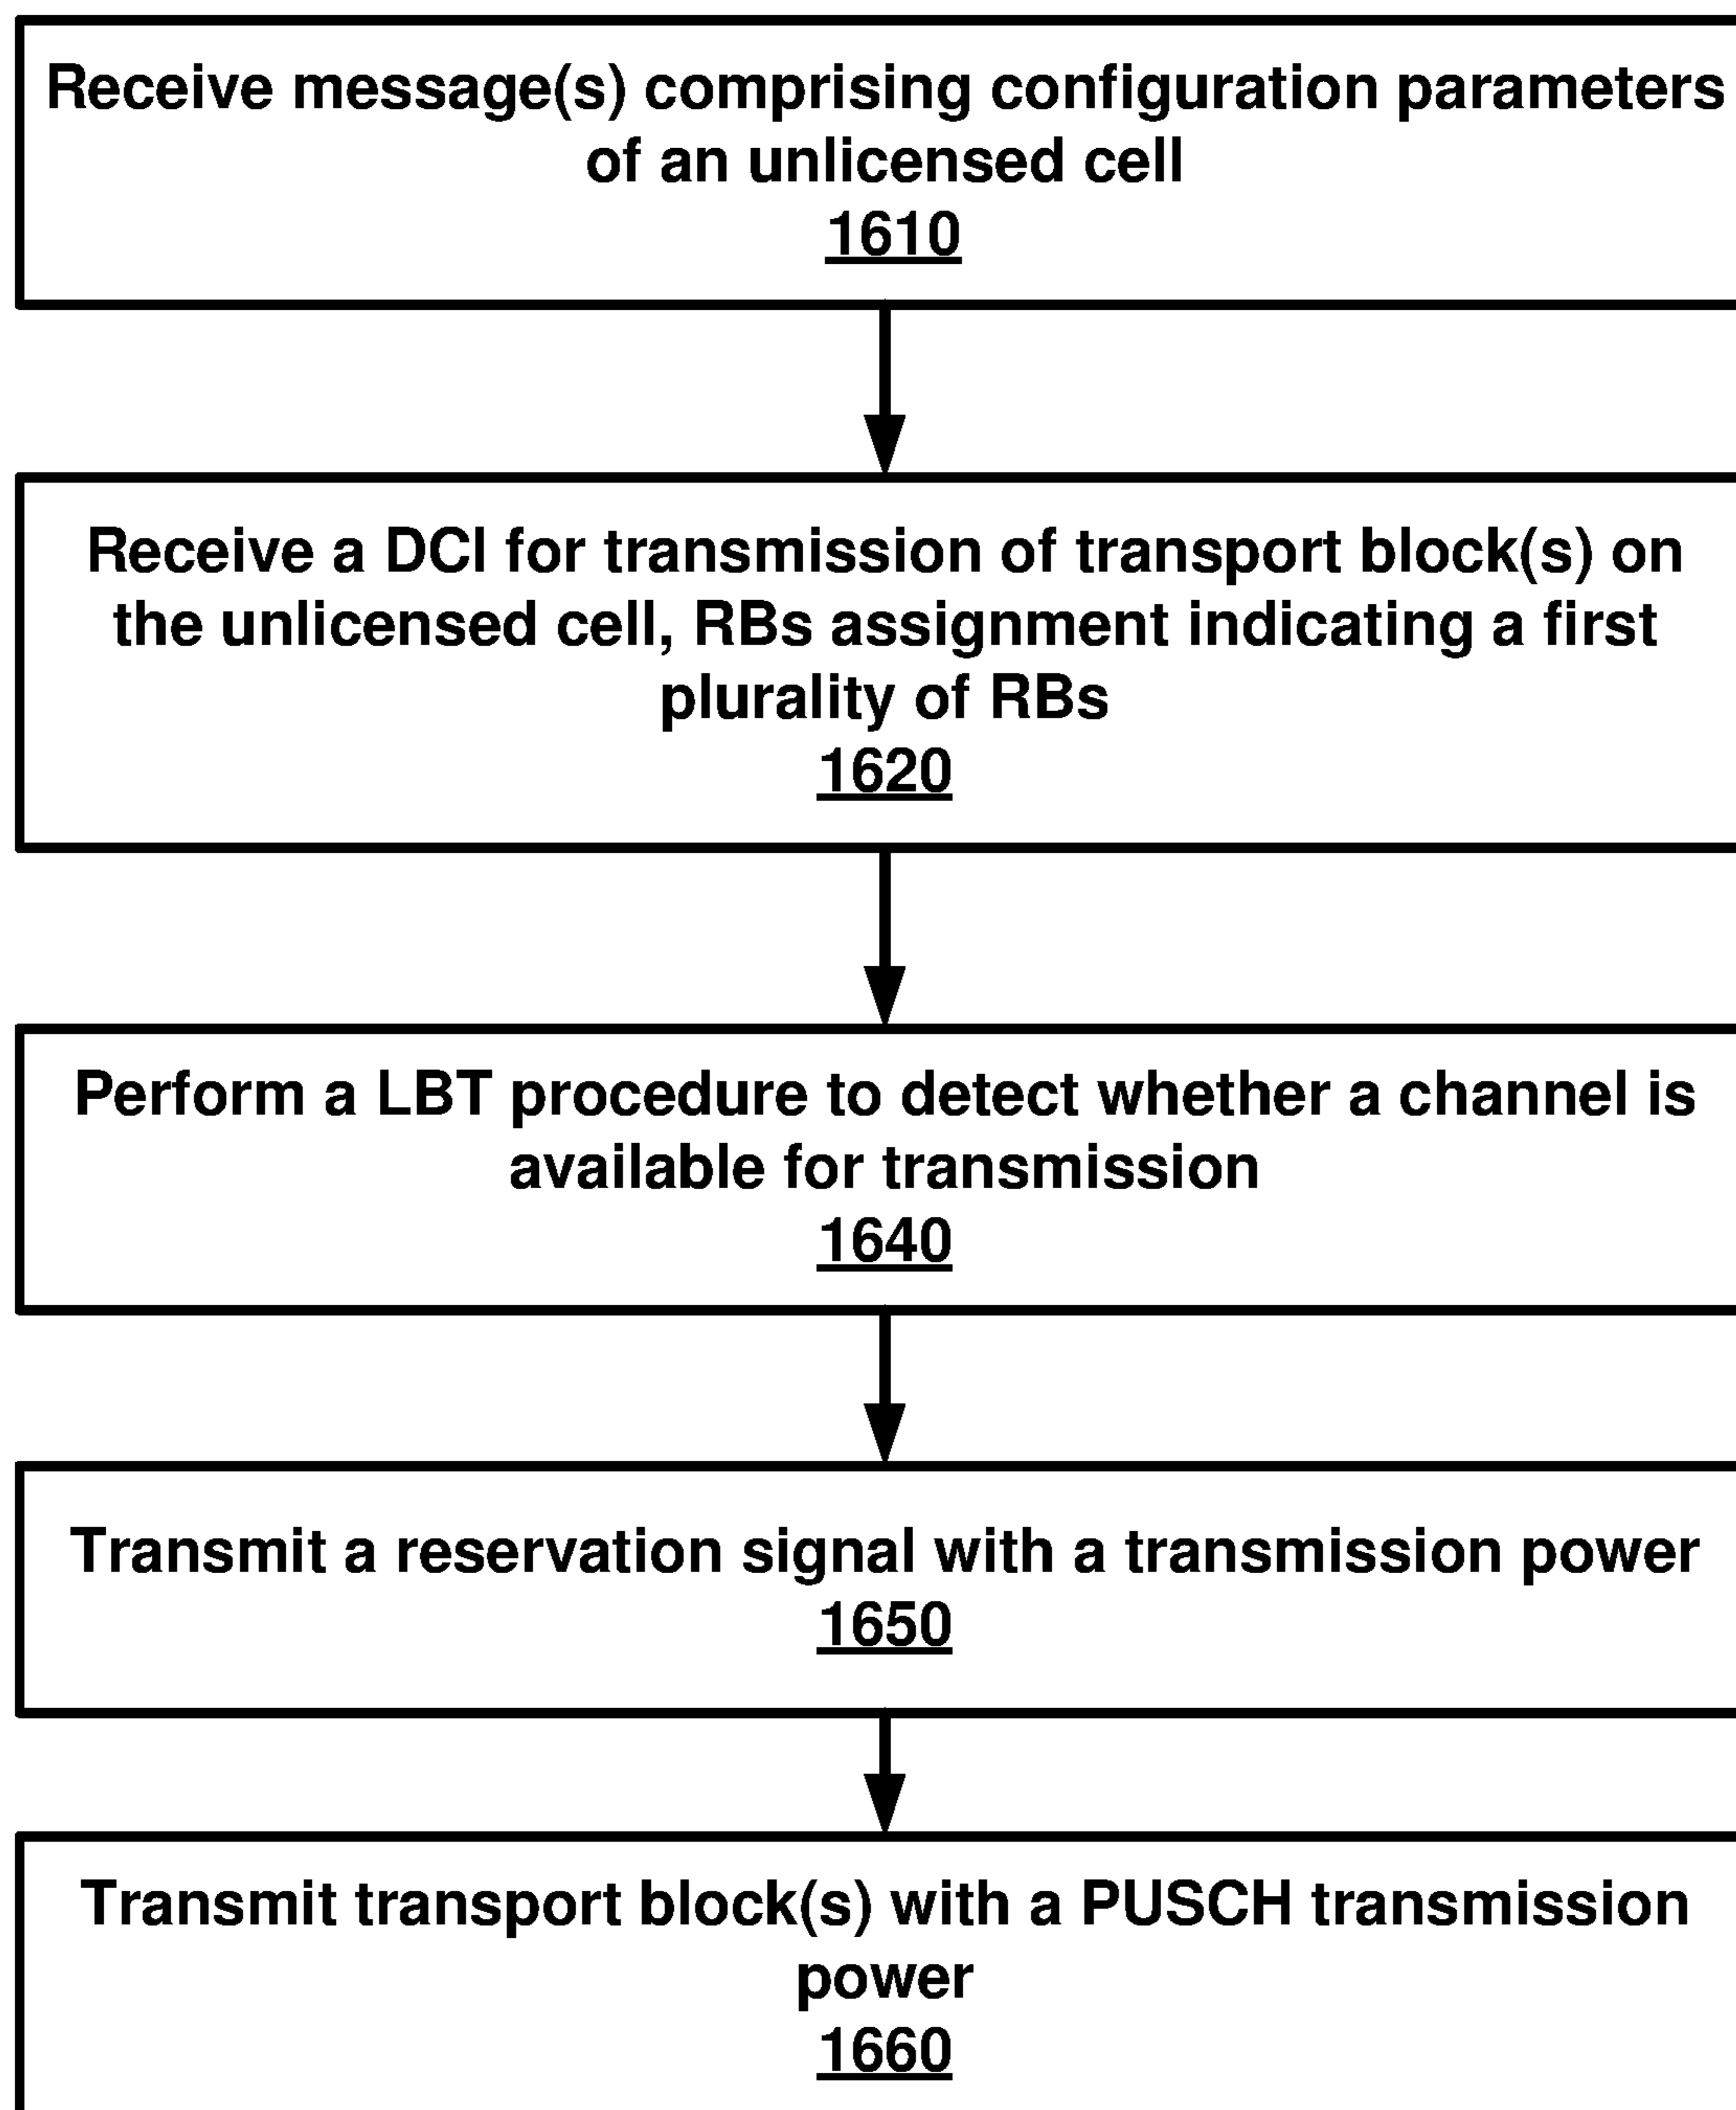 Receive message(s) comprising configuration parameters
of an unlicensed cell
1610
Receive a DCI for transmission of transport block(s) on
the unlicensed cell, RBs assignment indicating a first
plurality of RBs
1620
Perform a LBT procedure to detect whether a channel is
available for transmission
1640
Transmit a reservation signal with a transmission power
1650
Transmit transport block(s) with a PUSCH transmission
power
1660